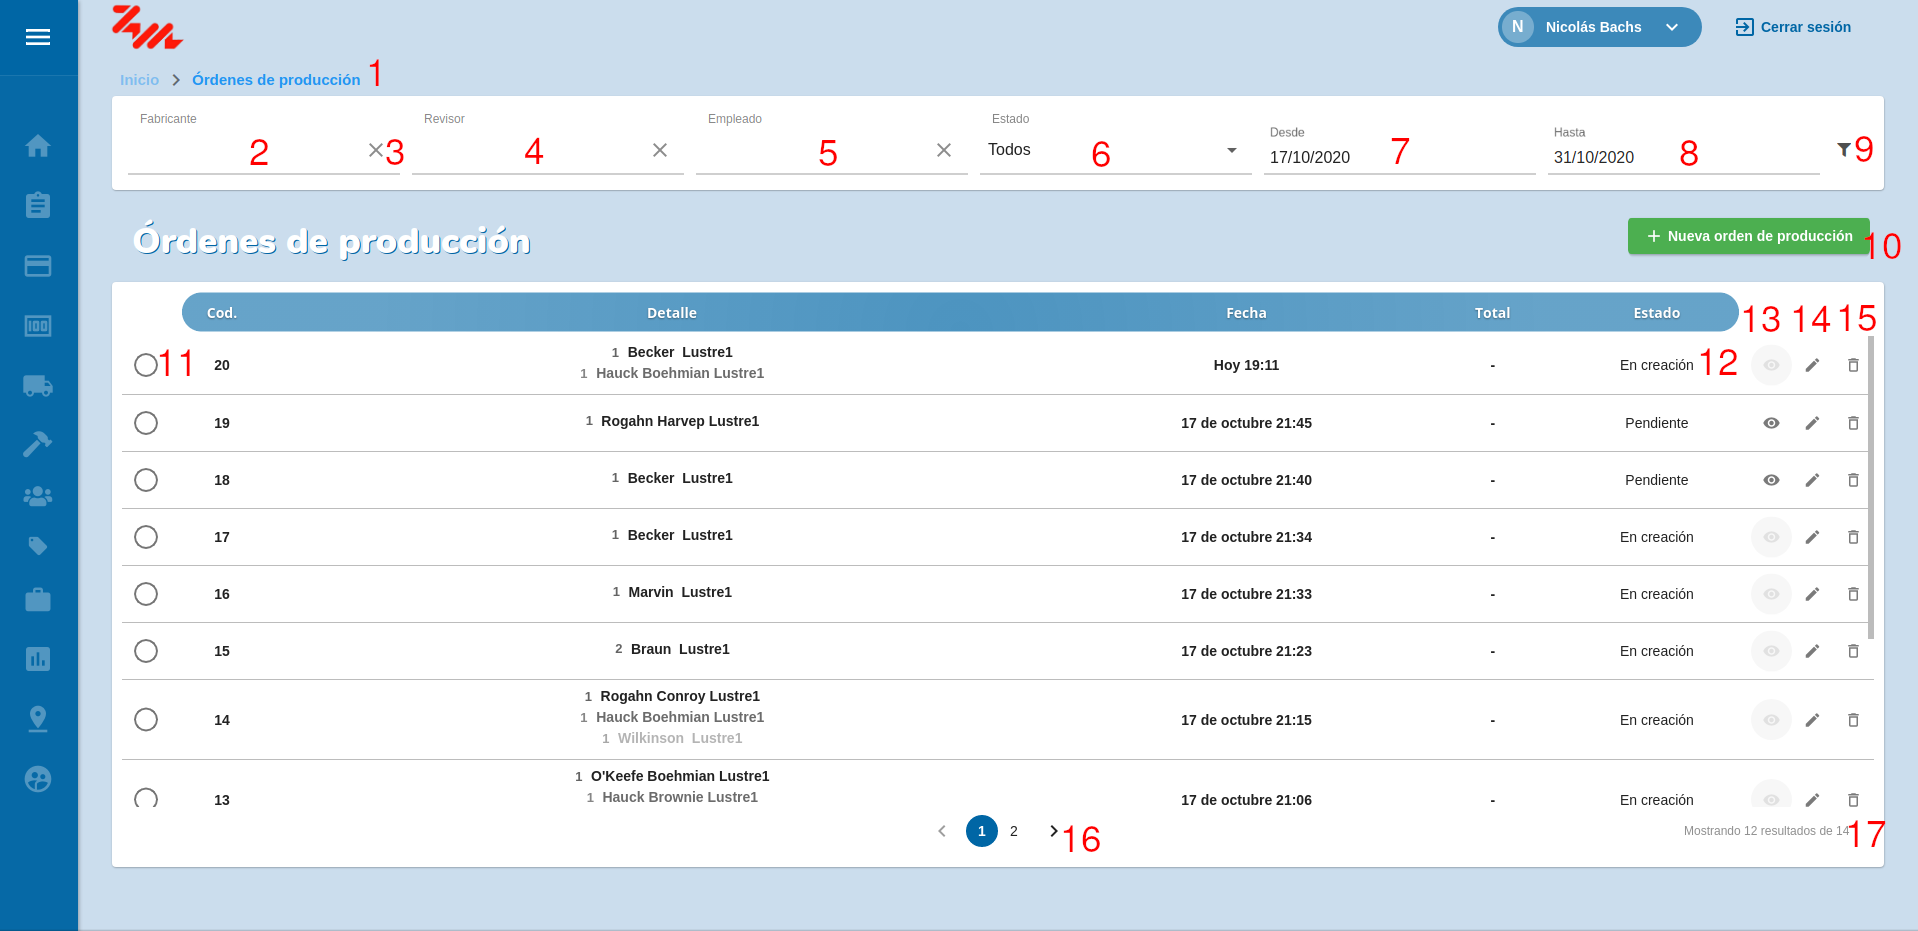 N Nicolás Bachs Cerrar sesión
Inicio > Órdenes de producción 1
Fabricante Revisor Empleado Estado Desde Hasta
2 3 4 5 Todos 6 17/10/2020 7 31/10/2020 8 9
Órdenes de producción + Nueva orden de producción 10
Cod. Detalle Fecha Total Estado 13 14 15
11 20 1 Becker Lustre1 Hoy 19:11 - En creación 12
1 Hauck Boehmian Lustre1
19 1 Rogahn Harvep Lustre1 17 de octubre 21:45 - Pendiente
18 1 Becker Lustre1 17 de octubre 21:40 - Pendiente
17 1 Becker Lustre1 17 de octubre 21:34 - En creación
16 1 Marvin Lustre1 17 de octubre 21:33 - En creación
15 2 Braun Lustre1 17 de octubre 21:23 - En creación
14 1 Rogahn Conroy Lustre1 17 de octubre 21:15 - En creación
1 Hauck Boehmian Lustre1
1 Wilkinson Lustre1
13 1 O'Keefe Boehmian Lustre1 17 de octubre 21:06 - En creación
1 Hauck Brownie Lustre1
< 1 2 > 16 Mostrando 12 resultados de 14 17